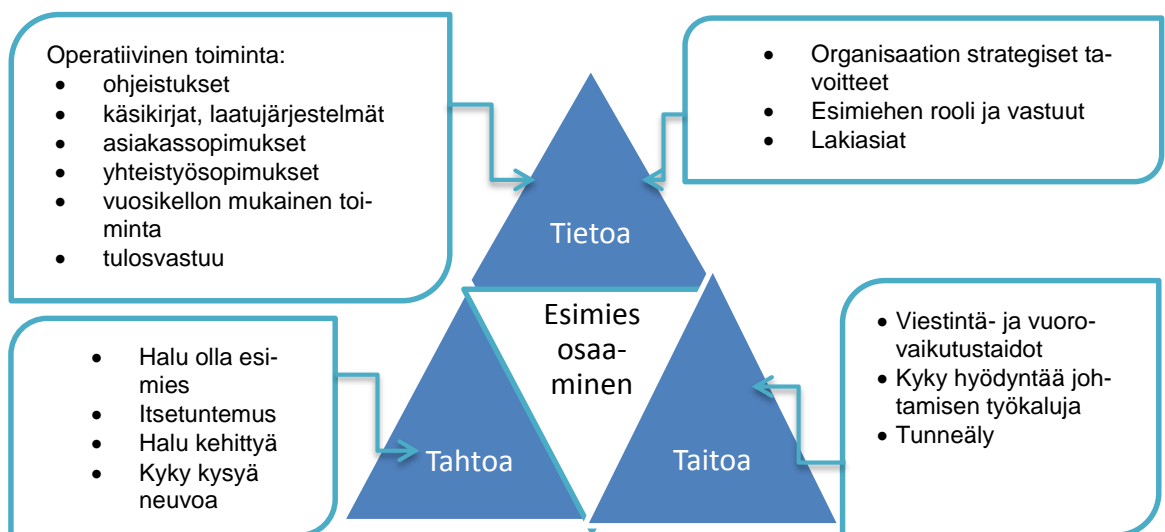 Operatiivinen toiminta:
• ohjeistukset
• käsikirjat, laatujärjestelmät
• asiakassopimukset
• yhteistyösopimukset
• vuosikellon mukainen toi-
minta
• tulosvastuu
• Organisaation strategiset ta-
voitteet
• Esimiehen rooli ja vastuut
• Lakiasiat
Tietoa
Esimies
osaa-
minen
• Halu olla esi-
mies
• Itsetuntemus
• Halu kehittyä
• Kyky kysyä
neuvoa
Tahtoa
Taitoa
• Viestintä- ja vuoro-
vaikutustaidot
• Kyky hyödyntää joh-
tamisen työkaluja
• Tunneäly